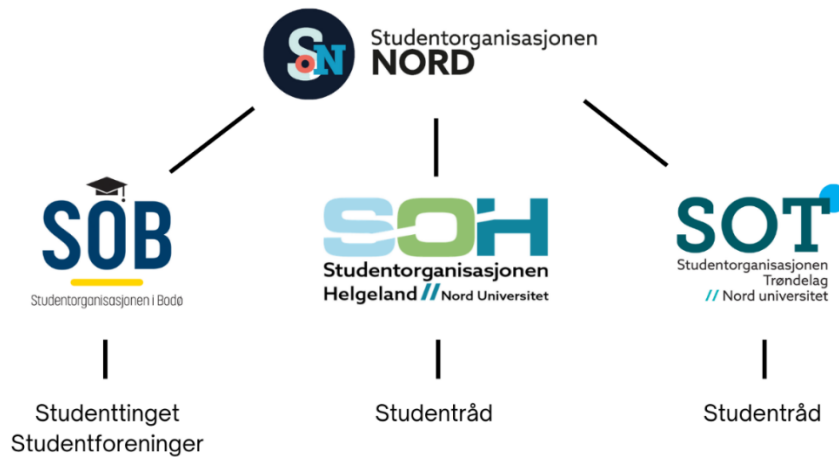 SoN
Studentorganisasjonen
NORD
SOB
Studentorganisasjonen i Bodø
SOH
Studentorganisasjonen
Helgeland // Nord Universitet
SOT
Studentorganisasjonen
Trøndelag
// Nord universitet
Studenttinget
Studentforeninger
Studentråd
Studentråd